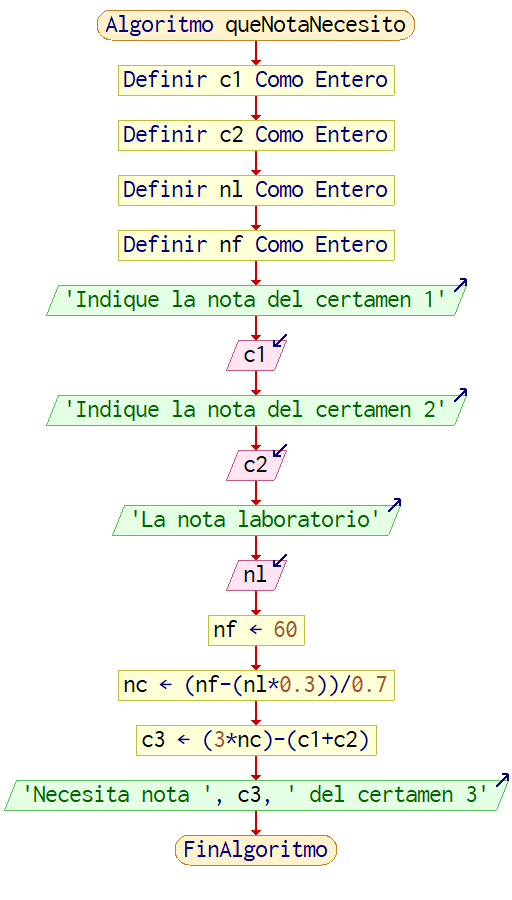 Algoritmo queNotaNecesito
Definir c1 Como Entero
Definir c2 Como Entero
Definir nl Como Entero
Definir nf Como Entero
'Indique la nota del certamen 1'
c1
'Indique la nota del certamen 2'
c2
'La nota laboratorio'
nl
nf ← 60
nc ← (nf-(nl*0.3))/0.7
c3 ← (3*nc)-(c1+c2)
'Necesita nota ', c3, ' del certamen 3'
FinAlgoritmo